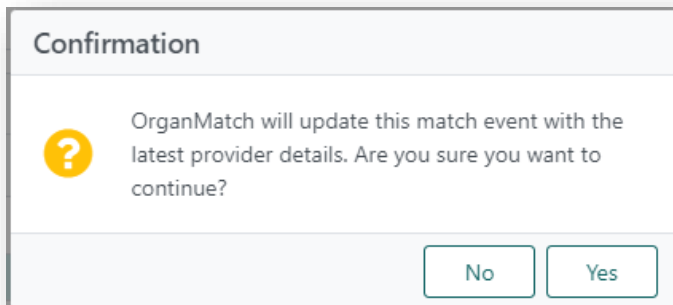 Confirmation
OrganMatch will update this match event with the
latest provider details. Are you sure you want to
continue?
No
Yes